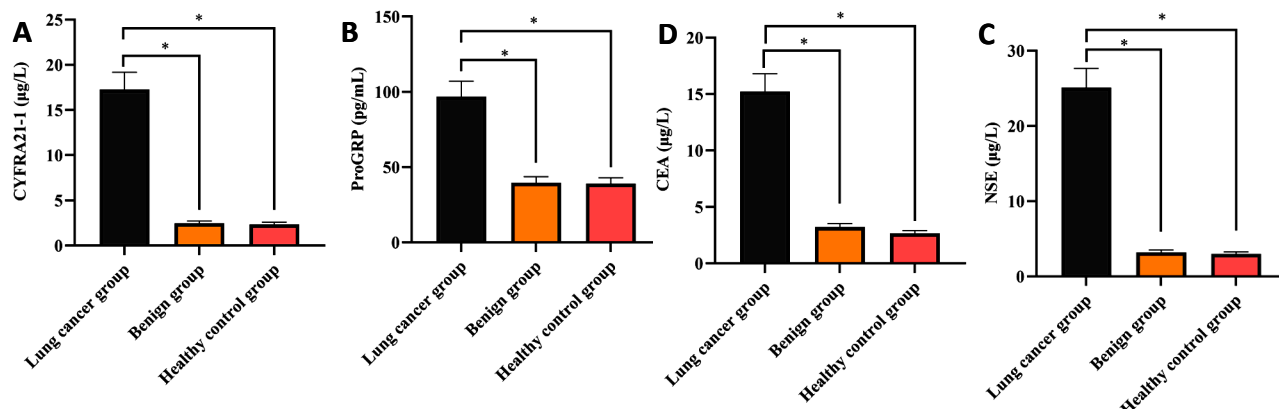 A
CYFRA21-1 (μg/L)
25
20
15
10
5
0
*
*
Lung cancer group
Benign group
Healthy control group
B
ProGRP (pg/mL)
150
100
50
0
*
*
Lung cancer group
Benign group
Healthy control group
D
CEA (μg/L)
20
15
10
5
0
*
*
Lung cancer group
Benign group
Healthy control group
C
NSE (μg/L)
30
20
10
0
*
*
Lung cancer group
Benign group
Healthy control group